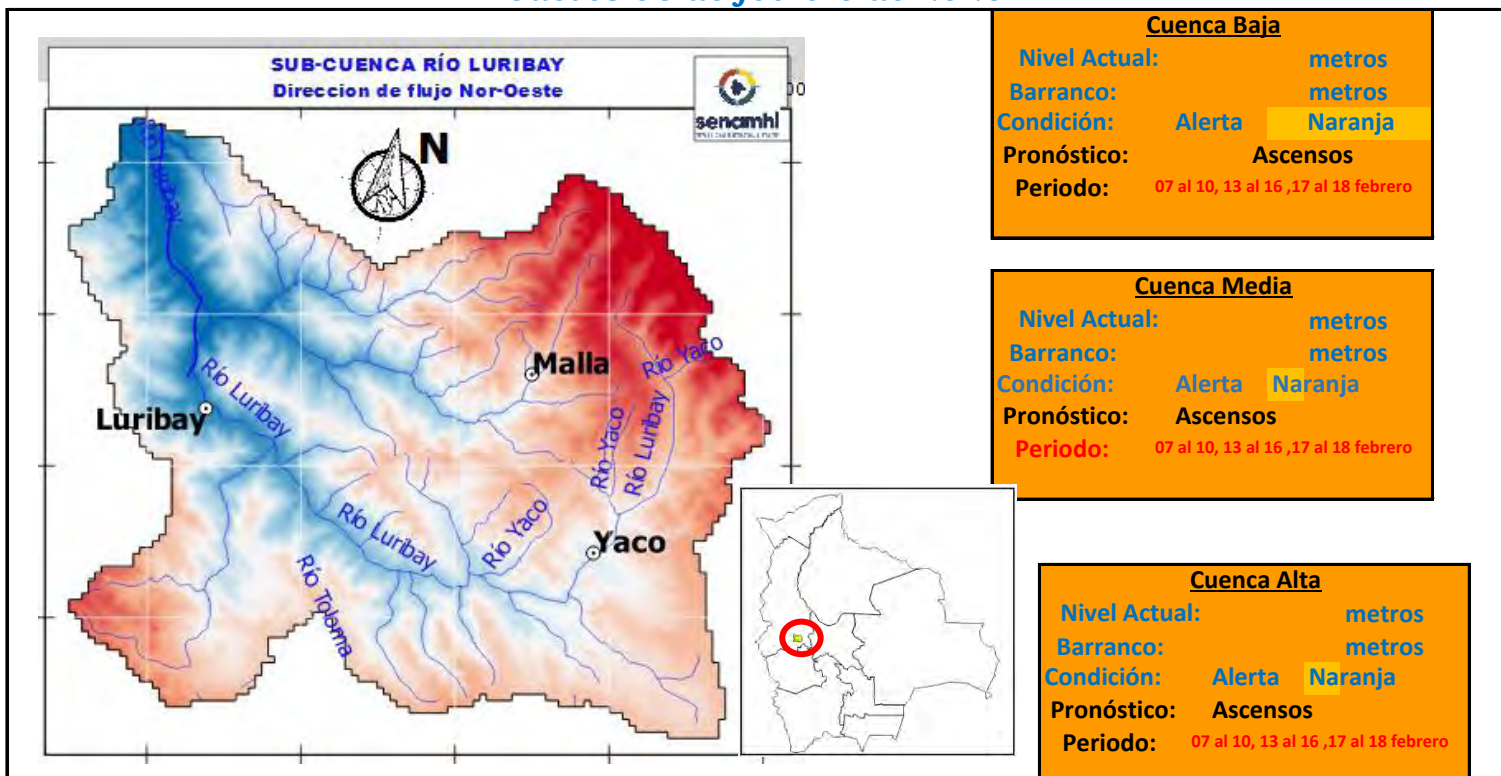 SUB-CUENCA RÍO LURIBAY
Direccion de flujo Nor-Oeste
senamhi
00
N
Río Luribay
Malla
Río Yaco
Luribay
Río Luribay
Río Yaco
Río Luribay
Río Luribay
Río Yaco
Yaco
Río Tolama
Cuenca Baja
Nivel Actual: metros
Barranco: metros
Condición: Alerta Naranja
Pronóstico: Ascensos
Periodo: 07 al 10, 13 al 16 ,17 al 18 febrero
Cuenca Media
Nivel Actual: metros
Barranco: metros
Condición: Alerta Naranja
Pronóstico: Ascensos
Periodo: 07 al 10, 13 al 16 ,17 al 18 febrero
Cuenca Alta
Nivel Actual: metros
Barranco: metros
Condición: Alerta Naranja
Pronóstico: Ascensos
Periodo: 07 al 10, 13 al 16 ,17 al 18 febrero